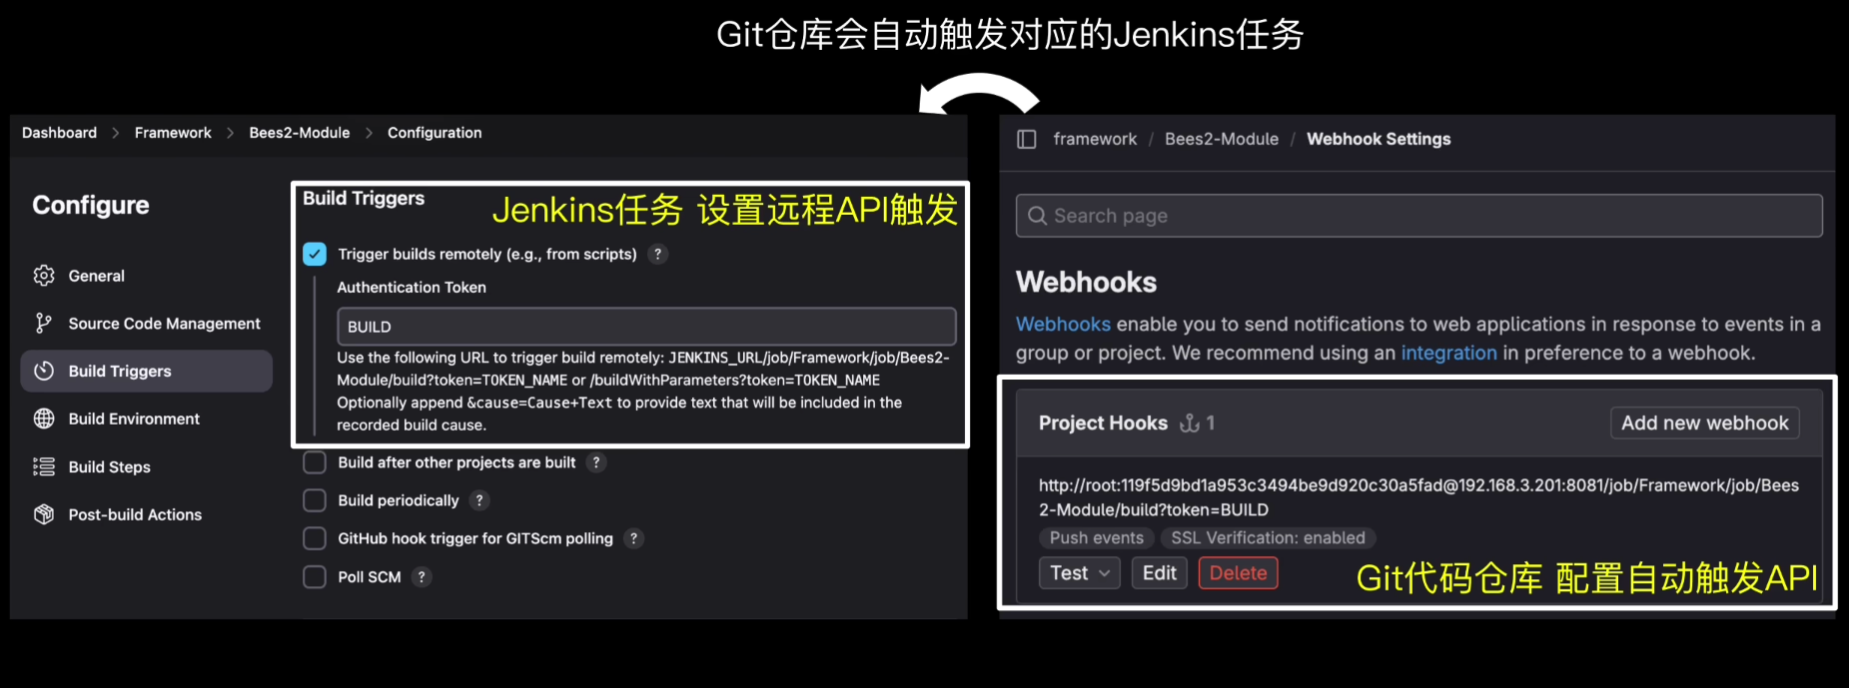 Git仓库会自动触发对应的Jenkins任务
Dashboard > Framework > Bees2-Module > Configuration
Configure
General
Source Code Management
Build Triggers
Build Environment
Build Steps
Post-build Actions
Build Triggers
Jenkins任务 设置远程API触发
Trigger builds remotely (e.g., from scripts) ?
Authentication Token
BUILD
Use the following URL to trigger build remotely: JENKINS_URL/job/Framework/job/Bees2-
Module/build?token=TOKEN_NAME or /buildWithParameters?token=TOKEN_NAME
Optionally append &cause=Cause+Text to provide text that will be included in the
recorded build cause.
Build after other projects are built ?
Build periodically ?
GitHub hook trigger for GITScm polling ?
Poll SCM ?
framework / Bees2-Module / Webhook Settings
Search page
Webhooks
Webhooks enable you to send notifications to web applications in response to events in a
group or project. We recommend using an integration in preference to a webhook.
Project Hooks 1
Add new webhook
http://root:119f5d9bd1a953c3494be9d920c30a5fad@192.168.3.201:8081/job/Framework/job/Bees
2-Module/build?token=BUILD
Push events SSL Verification: enabled
Test Edit Delete
Git代码仓库 配置自动触发API